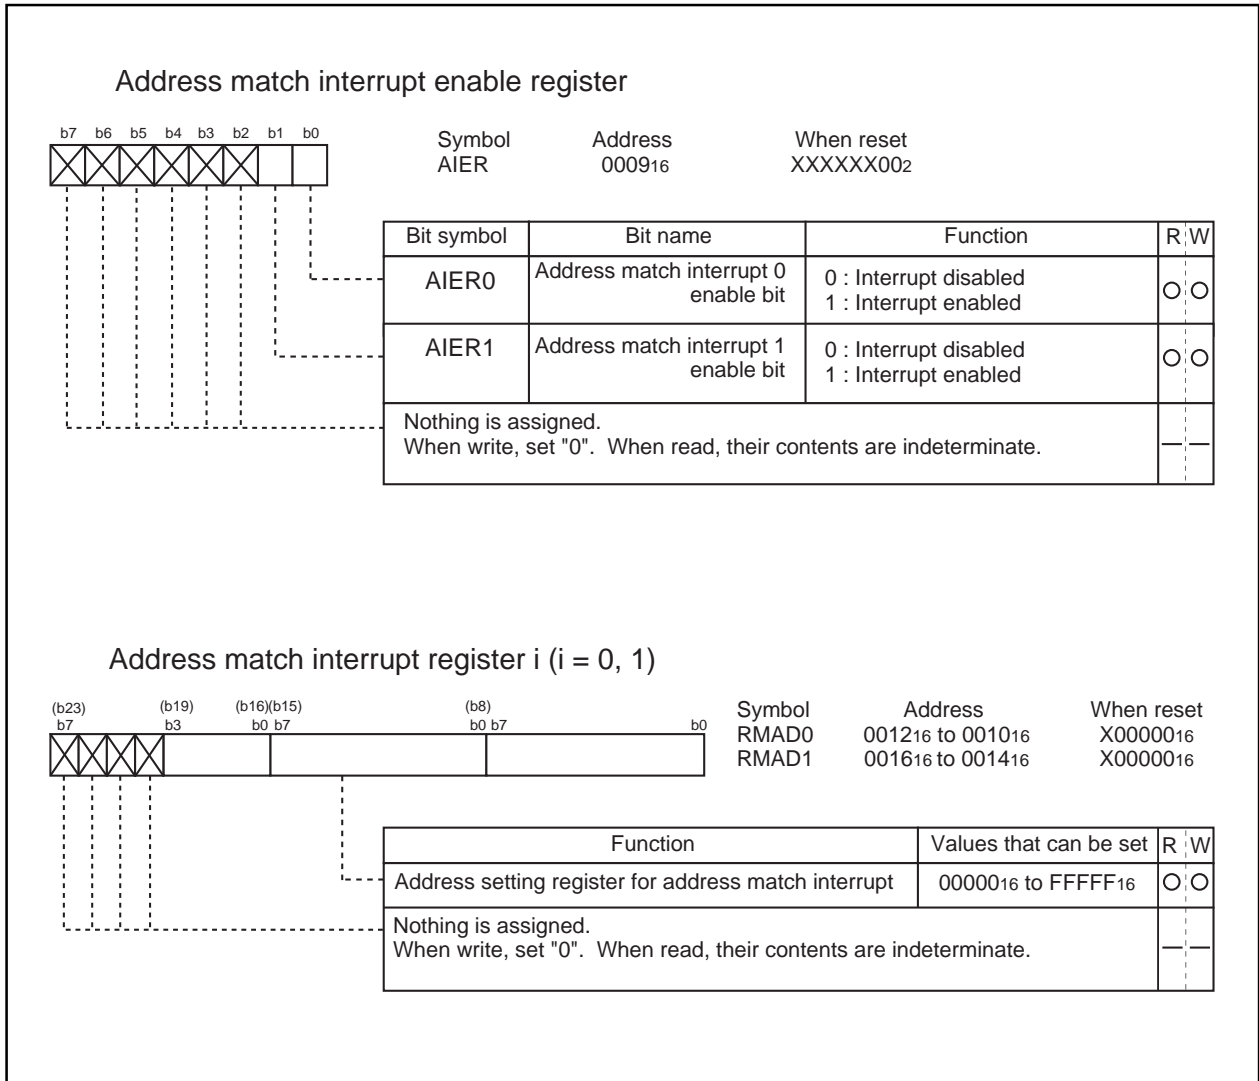 Address match interrupt enable register
b7 b6 b5 b4 b3 b2 b1 b0
Symbol Address When reset
AIER 000916 XXXXXX002
Bit symbol Bit name Function R W
AIER0 Address match interrupt 0 enable bit 0 : Interrupt disabled
1 : Interrupt enabled
AIER1 Address match interrupt 1 enable bit 0 : Interrupt disabled
1 : Interrupt enabled
Nothing is assigned.
When write, set "0". When read, their contents are indeterminate.
Address match interrupt register i (i = 0, 1)
(b23) (b19) (b16)(b15) (b8)
b7 b3 b0 b7 b0 b7 b0
Symbol Address When reset
RMAD0 001216 to 001016 X0000016
RMAD1 001616 to 001416 X0000016
Function Values that can be set R W
Address setting register for address match interrupt 0000016 to FFFFF16
Nothing is assigned.
When write, set "0". When read, their contents are indeterminate.